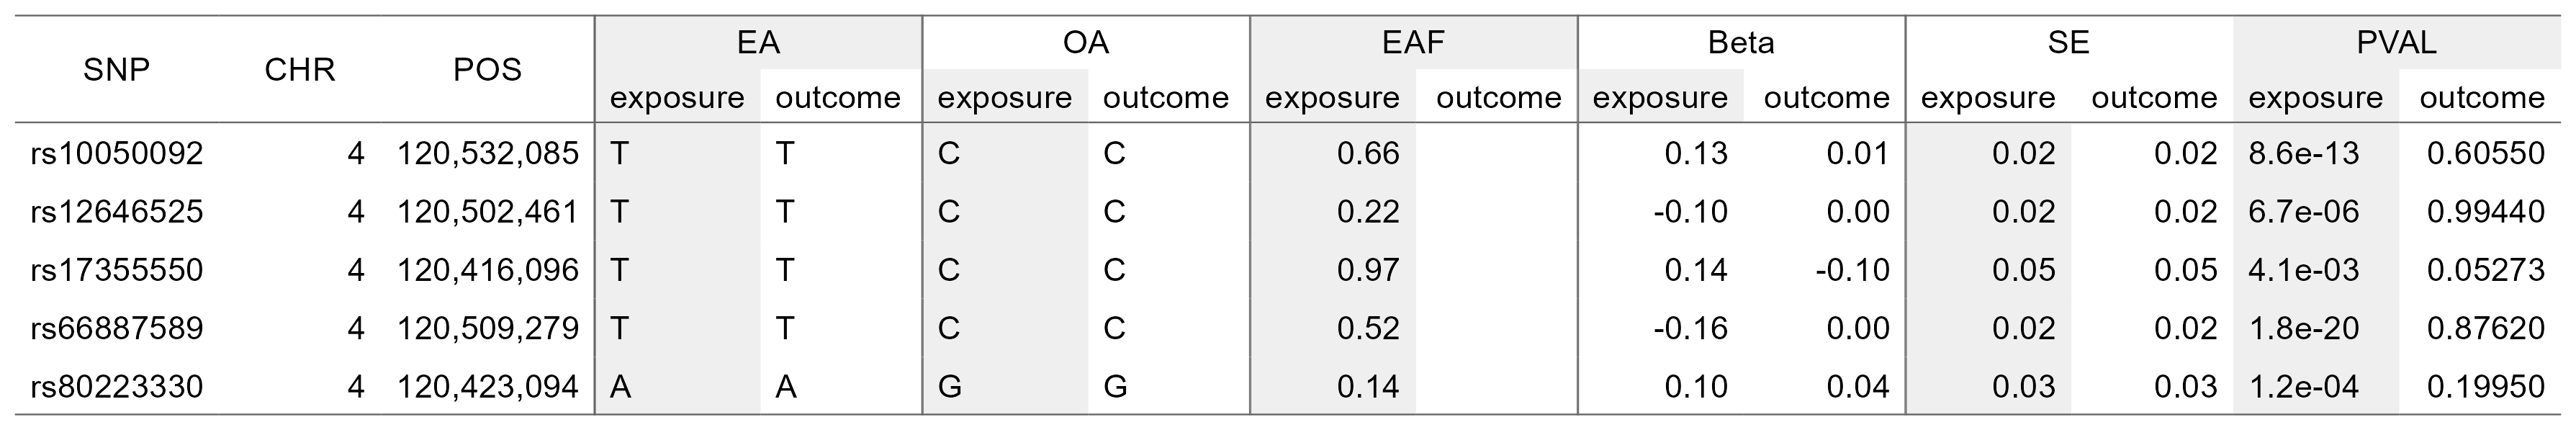 SNP CHR POS EA OA EAF Beta SE PVAL
exposure outcome exposure outcome exposure outcome exposure outcome exposure outcome exposure outcome
rs10050092 4 120,532,085 T T C C 0.66 0.13 0.01 0.02 0.02 8.6e-13 0.60550
rs12646525 4 120,502,461 T T C C 0.22 -0.10 0.00 0.02 0.02 6.7e-06 0.99440
rs17355550 4 120,416,096 T T C C 0.97 0.14 -0.10 0.05 0.05 4.1e-03 0.05273
rs66887589 4 120,509,279 T T C C 0.52 -0.16 0.00 0.02 0.02 1.8e-20 0.87620
rs80223330 4 120,423,094 A A G G 0.14 0.10 0.04 0.03 0.03 1.2e-04 0.19950